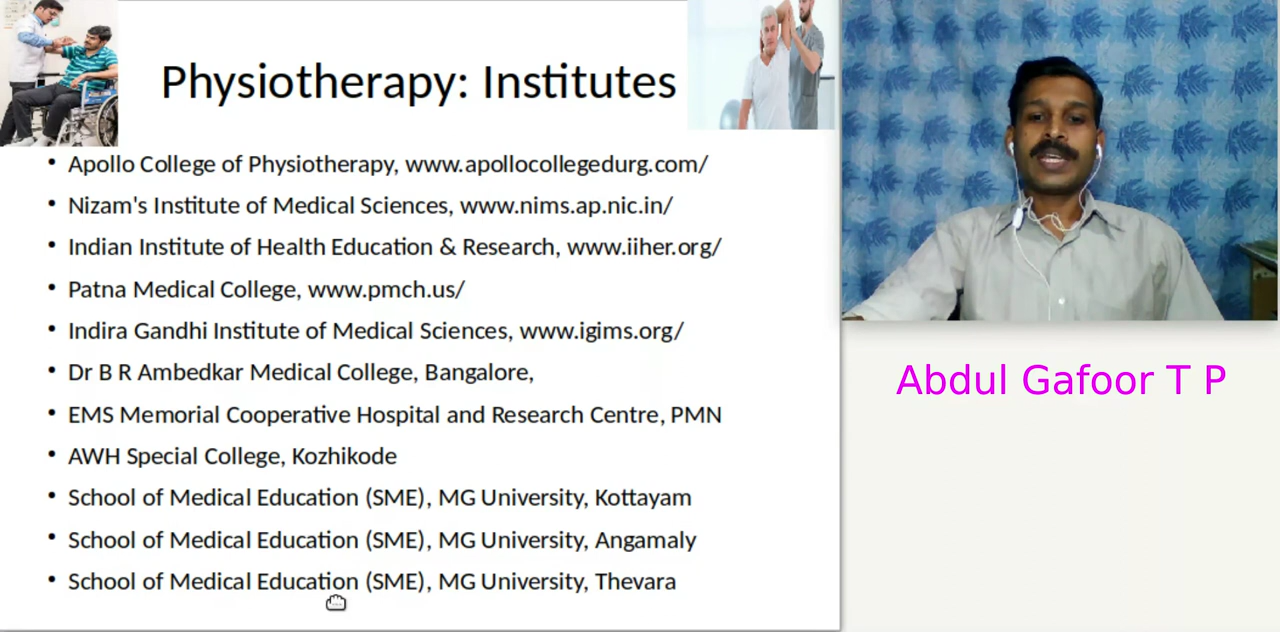 Physiotherapy: Institutes
• Apollo College of Physiotherapy, www.apollocollegedurg.com/
• Nizam's Institute of Medical Sciences, www.nims.ap.nic.in/
• Indian Institute of Health Education & Research, www.iiher.org/
• Patna Medical College, www.pmch.us/
• Indira Gandhi Institute of Medical Sciences, www.igims.org/
• Dr B R Ambedkar Medical College, Bangalore,
• EMS Memorial Cooperative Hospital and Research Centre, PMN
• AWH Special College, Kozhikode
• School of Medical Education (SME), MG University, Kottayam
• School of Medical Education (SME), MG University, Angamaly
• School of Medical Education (SME), MG University, Thevara
Abdul Gafoor T P